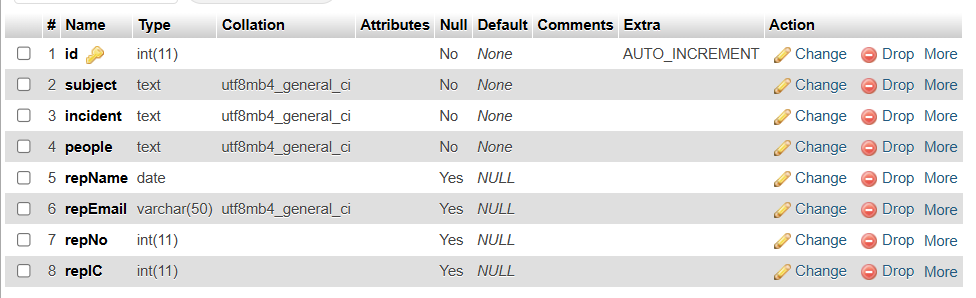 # Name Type Collation Attributes Null Default Comments Extra Action
1 id int(11) No None AUTO_INCREMENT Change Drop More
2 subject text utf8mb4_general_ci No None Change Drop More
3 incident text utf8mb4_general_ci No None Change Drop More
4 people text utf8mb4_general_ci No None Change Drop More
5 repName date Yes NULL Change Drop More
6 repEmail varchar(50) utf8mb4_general_ci Yes NULL Change Drop More
7 repNo int(11) Yes NULL Change Drop More
8 repIC int(11) Yes NULL Change Drop More